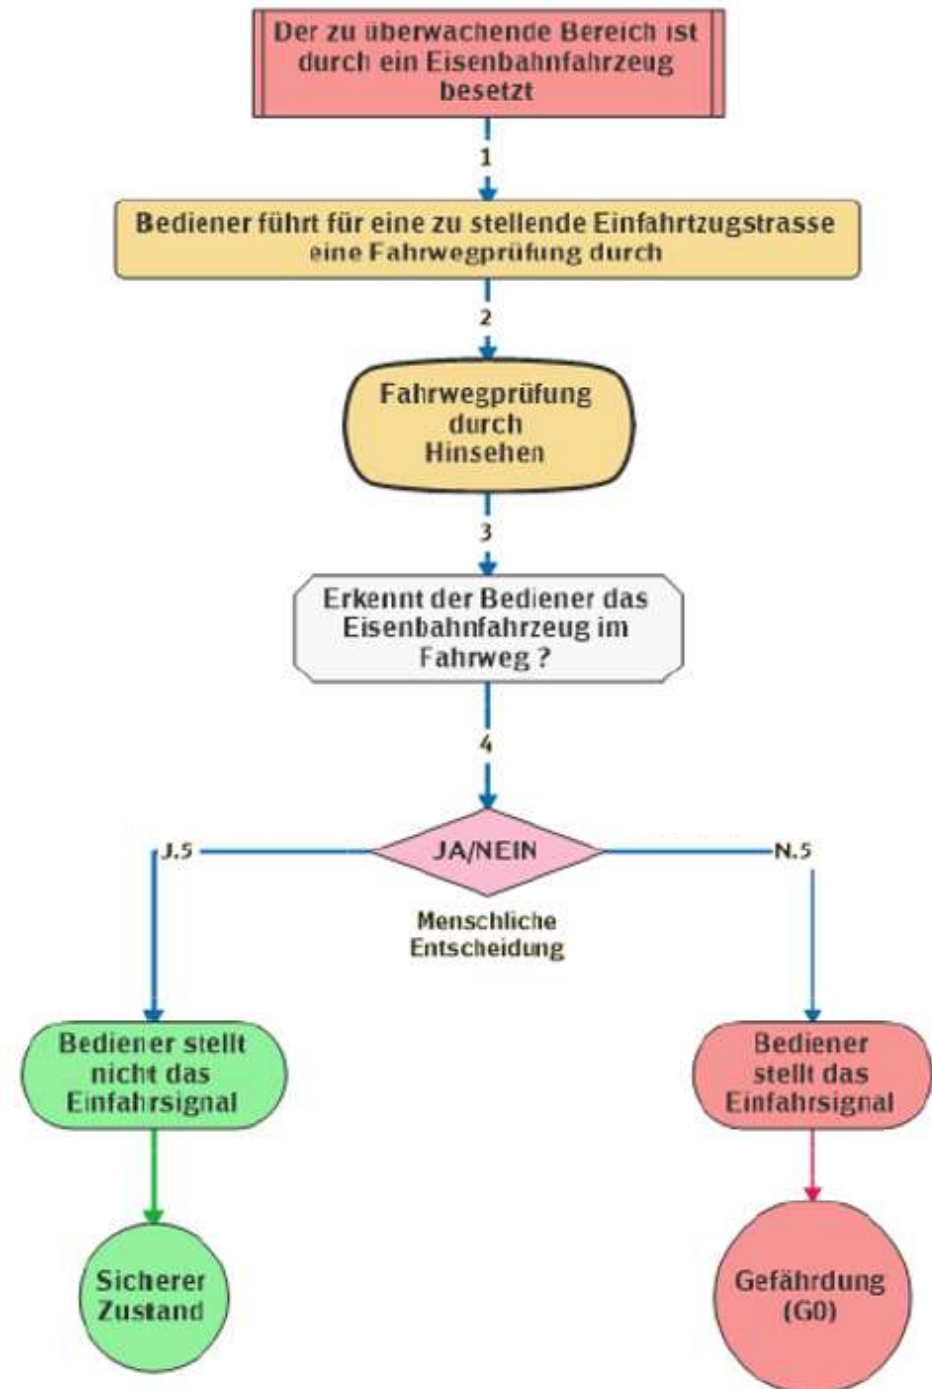 Der zu überwachende Bereich ist
durch ein Eisenbahnfahrzeug
besetzt
1
Bediener führt für eine zu stellende Einfahrtzugstrasse
eine Fahrwegprüfung durch
2
Fahrwegprüfung
durch
Hinsehen
3
Erkennt der Bediener das
Eisenbahnfahrzeug im
Fahrweg ?
4
J.5
JA/NEIN
N.5
Menschliche
Entscheidung
Bediener stellt
nicht das
Einfahrsignal
Bediener
stellt das
Einfahrsignal
Sicherer
Zustand
Gefährdung
(G0)